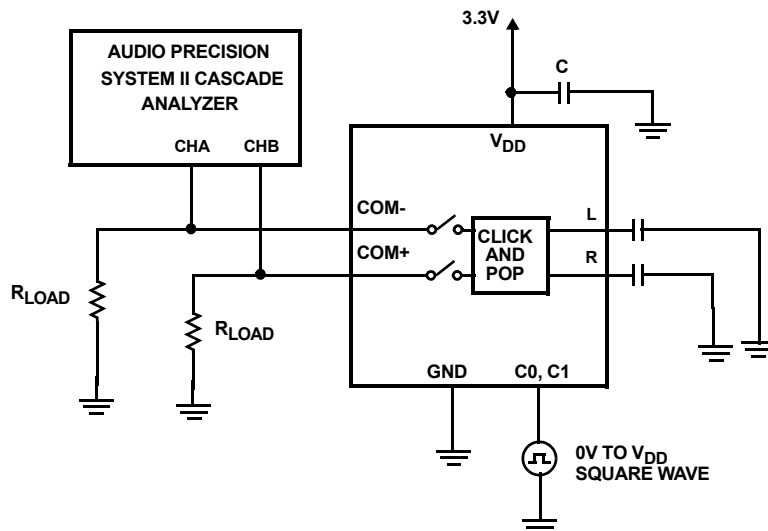 3.3V
AUDIO PRECISION
SYSTEM II CASCADE
ANALYZER
CHA
CHB
C
VDD
COM-
COM+
CLICK
AND
POP
L
R
RLOAD
RLOAD
GND
C0, C1
0V TO VDD
SQUARE WAVE